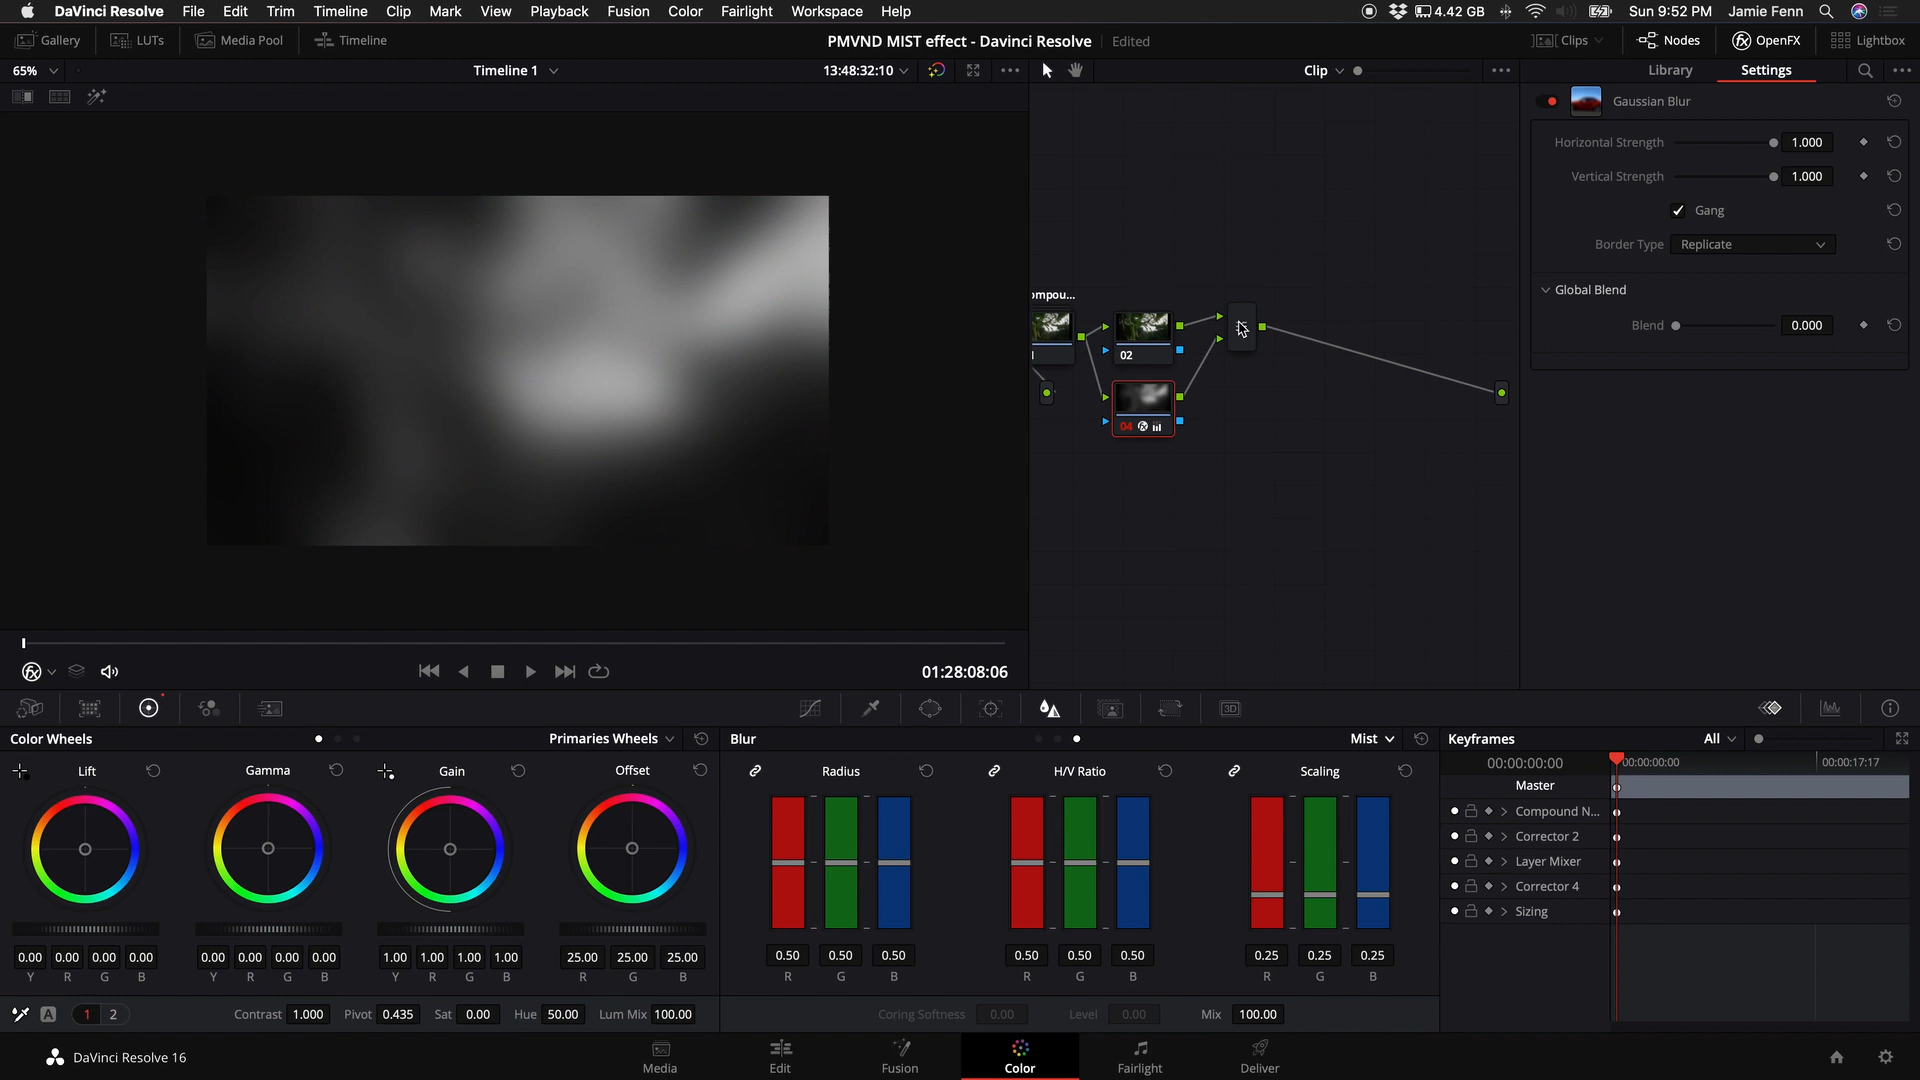 DaVinci Resolve File Edit Trim Timeline Clip Mark View Playback Fusion Color Fairlight Workspace Help 4.42 GB Sun 9:52 PM Jamie Fenn
Gallery LUTs Media Pool Timeline PMVND MIST effect - Davinci Resolve Edited Clips Nodes OpenFX Lightbox
65% Timeline 1 13:48:32:10 Clip Library Settings
Gaussian Blur
Horizontal Strength 1.000
Vertical Strength 1.000
Gang
Border Type Replicate
Global Blend
Blend 0.000
ompou...
02
04
01:28:08:06
3D
Color Wheels Primaries Wheels Blur Mist Keyframes All
Lift Gamma Gain Offset Radius H/V Ratio Scaling
00:00:00:00 00:00:00:00 00:00:17:17
Master
Compound N...
Corrector 2
Layer Mixer
Corrector 4
Sizing
0.00 0.00 0.00 0.00 0.00 0.00 0.00 0.00 1.00 1.00 1.00 1.00 25.00 25.00 25.00 0.50 0.50 0.50 0.50 0.50 0.50 0.25 0.25 0.25
Y R G B Y R G B Y R G B R G B R G B R G B R G B
A 1 2 Contrast 1.000 Pivot 0.435 Sat 0.00 Hue 50.00 Lum Mix 100.00 Coring Softness 0.00 Level 0.00 Mix 100.00
DaVinci Resolve 16 Media Edit Fusion Color Fairlight Deliver